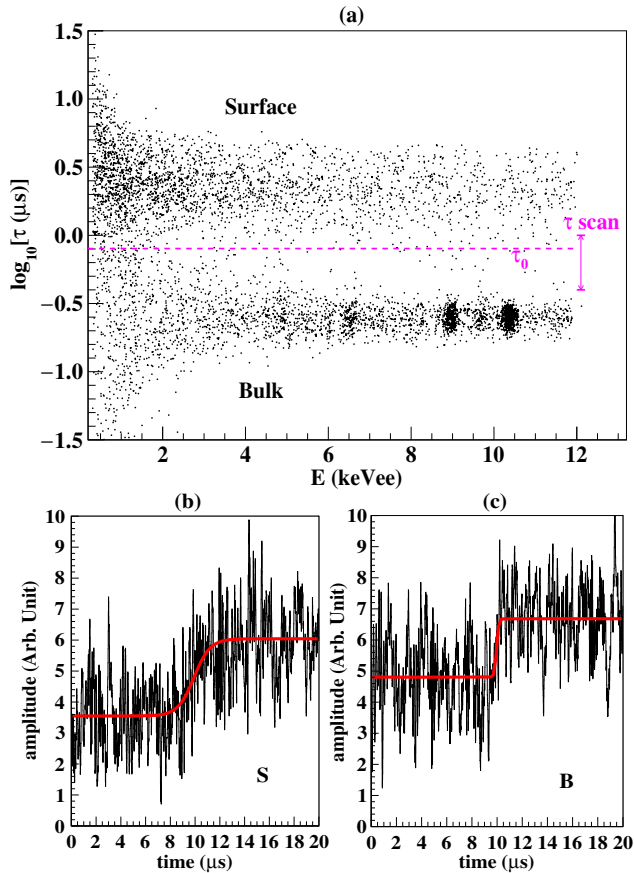 (a)
1.5
1.0
0.5
0.0
−0.5
−1.0
−1.5
log10[τ (μs)]
Surface
Bulk
τ0
τ scan
2 4 6 8 10 12
E (keVee)
(b)
10
9
8
7
6
5
4
3
2
1
0
amplitude (Arb. Unit)
S
0 2 4 6 8 10 12 14 16 18 20
time (μs)
(c)
10
9
8
7
6
5
4
3
2
1
0
amplitude (Arb. Unit)
B
0 2 4 6 8 10 12 14 16 18 20
time (μs)